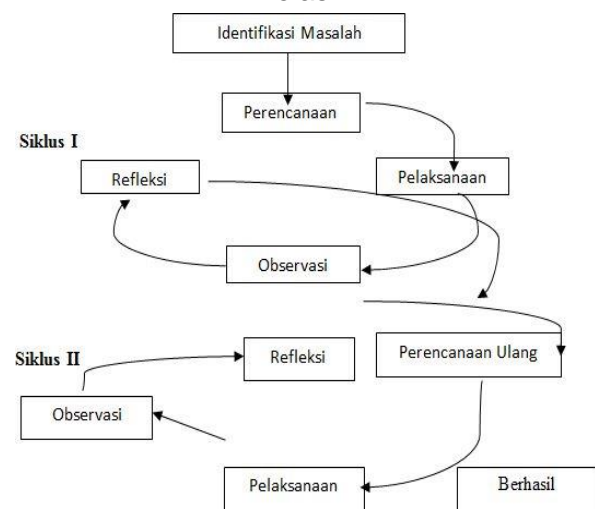 Identifikasi Masalah
Perencanaan
Siklus I
Refleksi
Pelaksanaan
Observasi
Siklus II
Refleksi
Perencanaan Ulang
Observasi
Pelaksanaan
Berhasil